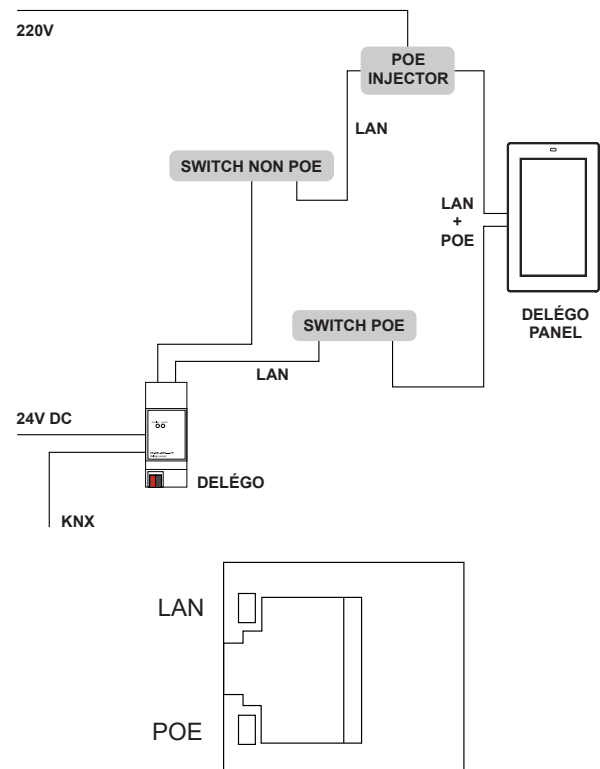 220V
POE
INJECTOR
LAN
SWITCH NON POE
LAN
+
POE
SWITCH POE
DELÉGO
PANEL
LAN
24V DC
DELÉGO
KNX
LAN
POE